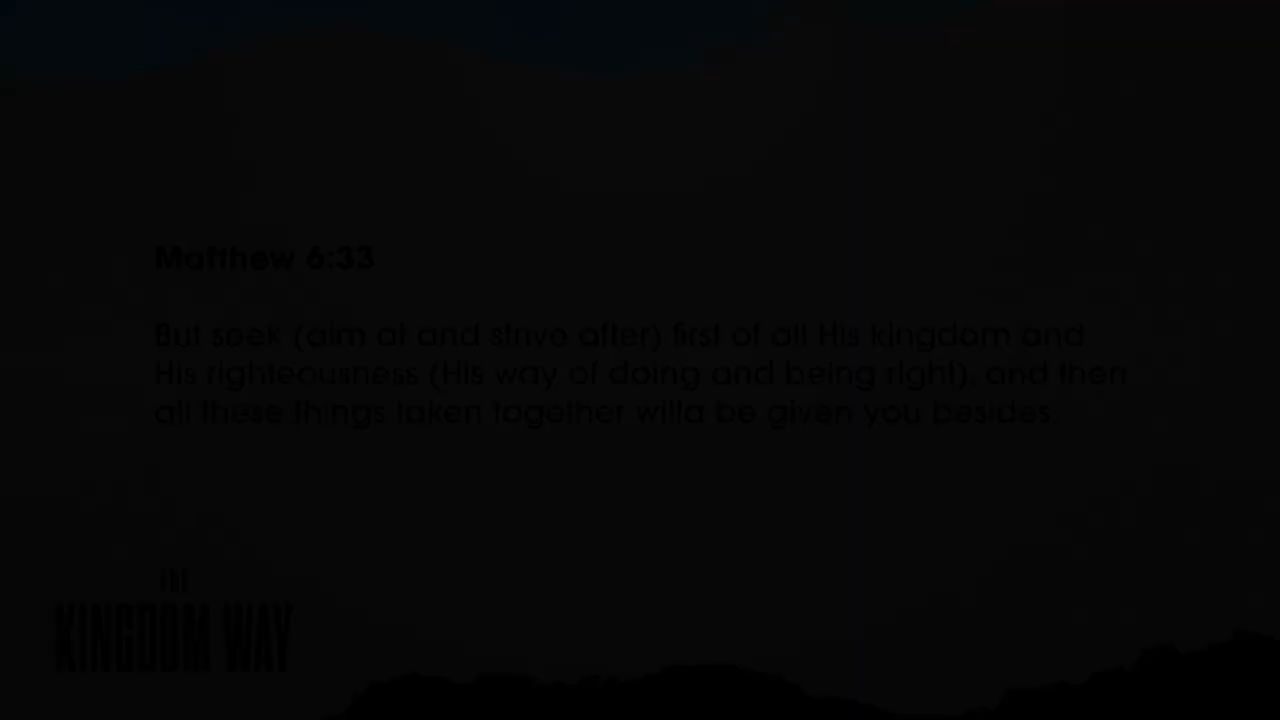 Matthew 6:33
But seek (aim at and strive after) first of all His kingdom and
His righteousness (His way of doing and being right), and then
all these things taken together willa be given you besides.
THE
KINGDOM WAY